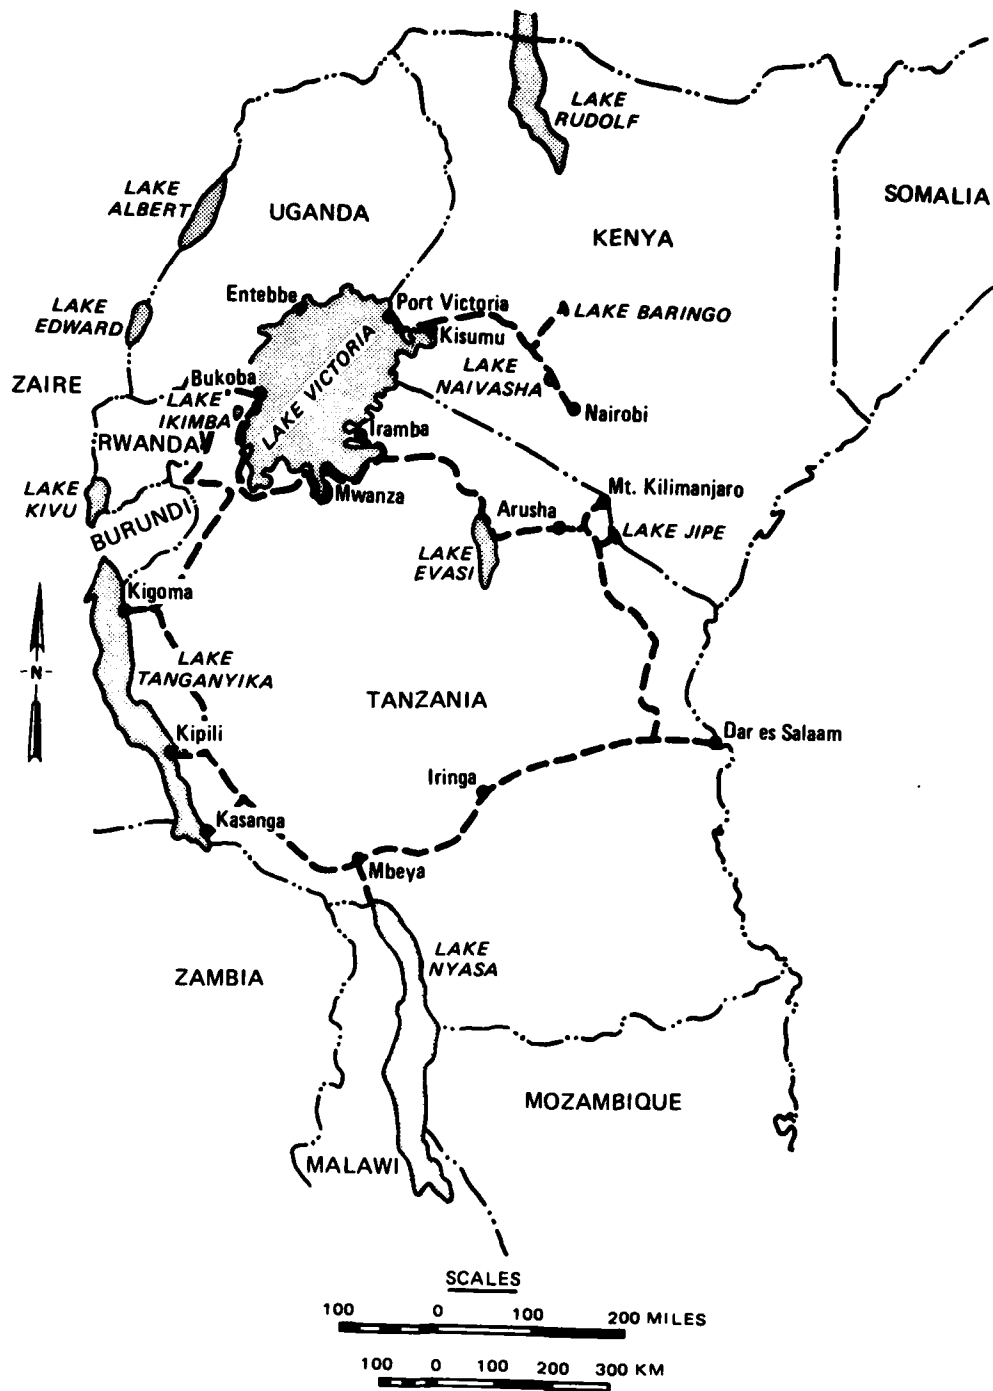 LAKE
RUDOLF
LAKE
ALBERT
UGANDA
SOMALIA
KENYA
LAKE
EDWARD
Entebbe
Port Victoria
LAKE BARINGO
Kisumu
ZAIRE
Bukoba
LAKE VICTORIA
LAKE
NAIVASHA
LAKE
IKIMBA
Nairobi
RWANDA
Iramba
LAKE
KIVU
Mwanza
Mt. Kilimanjaro
BURUNDI
Arusha
LAKE JIPE
LAKE
EVASI
Kigoma
N
LAKE
TANGANYIKA
TANZANIA
Kipili
Dar es Salaam
Iringa
Kasanga
Mbeya
ZAMBIA
LAKE
NYASA
MOZAMBIQUE
MALAWI
SCALES
100 0 100 200 MILES
100 0 100 200 300 KM